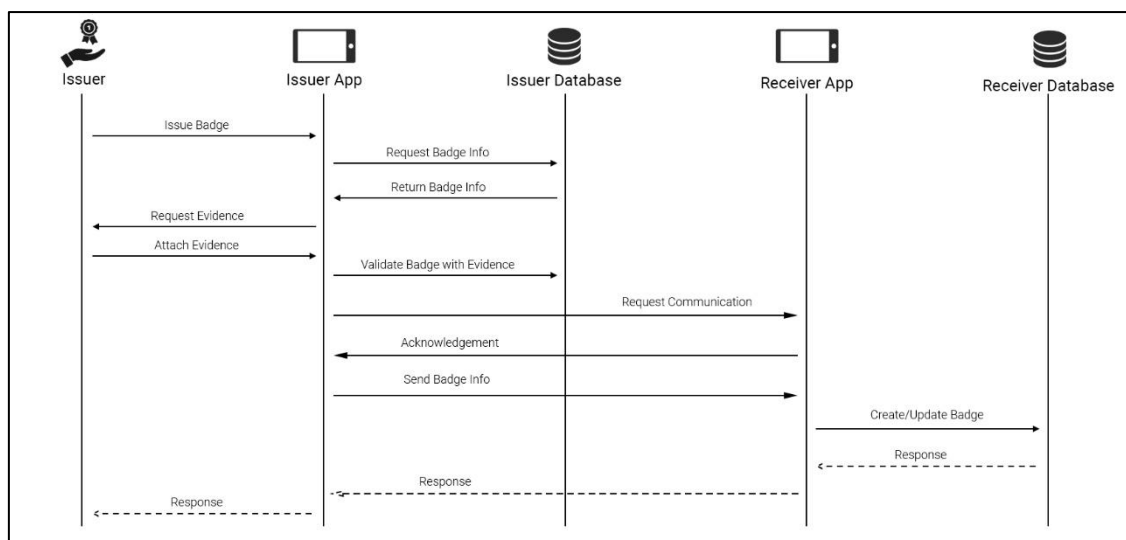 Issuer
Issuer App
Issuer Database
Receiver App
Receiver Database
Issue Badge
Request Badge Info
Return Badge Info
Request Evidence
Attach Evidence
Validate Badge with Evidence
Request Communication
Acknowledgement
Send Badge Info
Create/Update Badge
Response
Response
Response